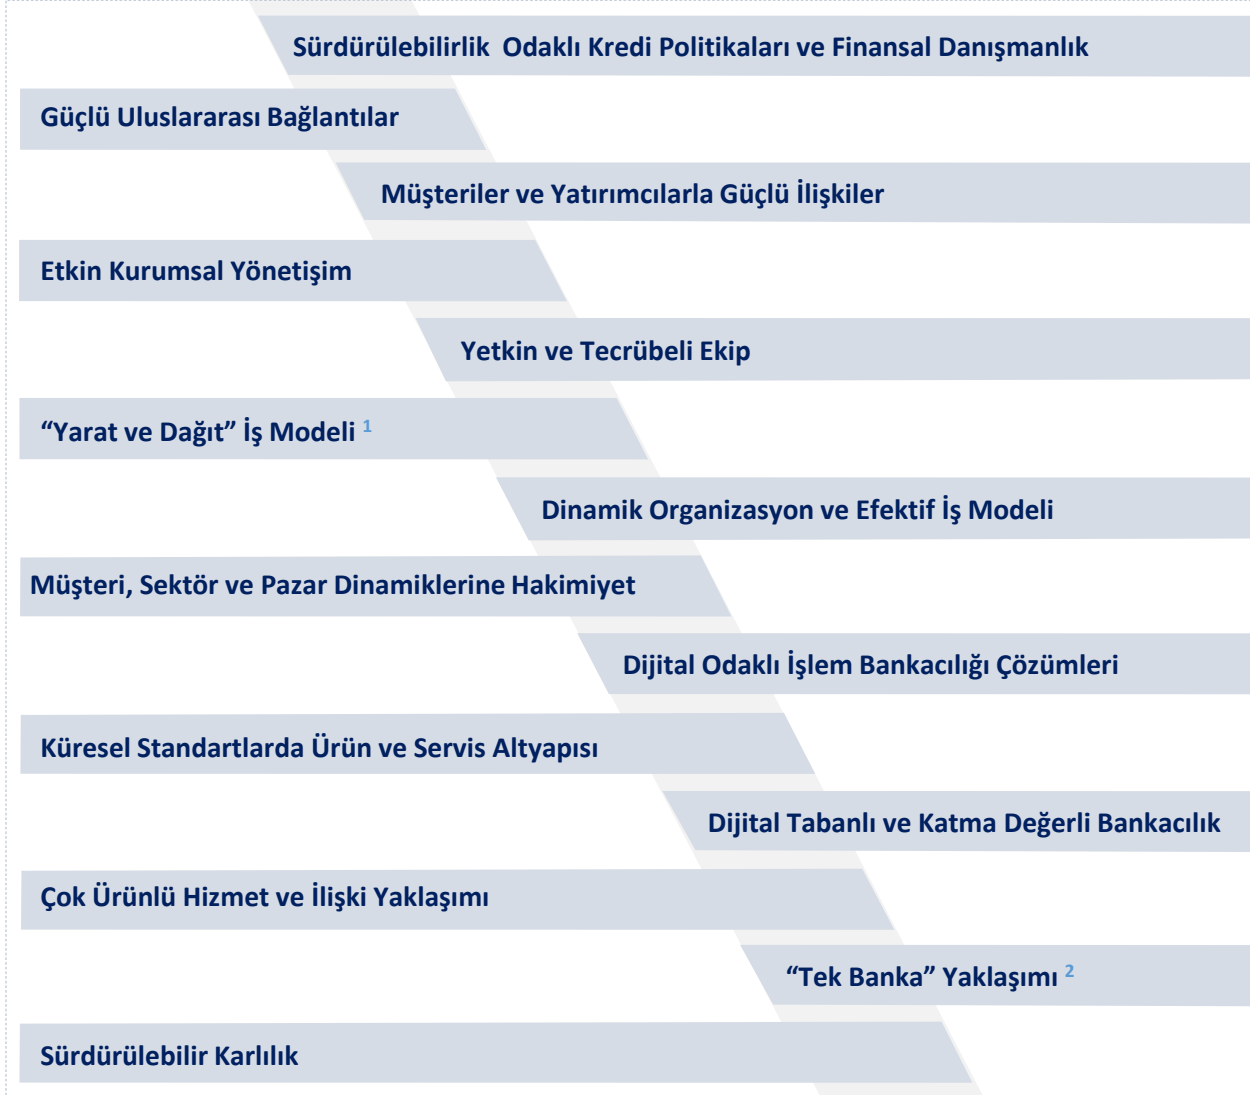 Sürdürülebilirlik Odaklı Kredi Politikaları ve Finansal Danışmanlık
Güçlü Uluslararası Bağlantılar
Müşteriler ve Yatırımcılarla Güçlü İlişkiler
Etkin Kurumsal Yönetişim
Yetkin ve Tecrübeli Ekip
“Yarat ve Dağıt” İş Modeli 1
Dinamik Organizasyon ve Efektif İş Modeli
Müşteri, Sektör ve Pazar Dinamiklerine Hakimiyet
Dijital Odaklı İşlem Bankacılığı Çözümleri
Küresel Standartlarda Ürün ve Servis Altyapısı
Dijital Tabanlı ve Katma Değerli Bankacılık
Çok Ürünlü Hizmet ve İlişki Yaklaşımı
“Tek Banka” Yaklaşımı 2
Sürdürülebilir Karlılık